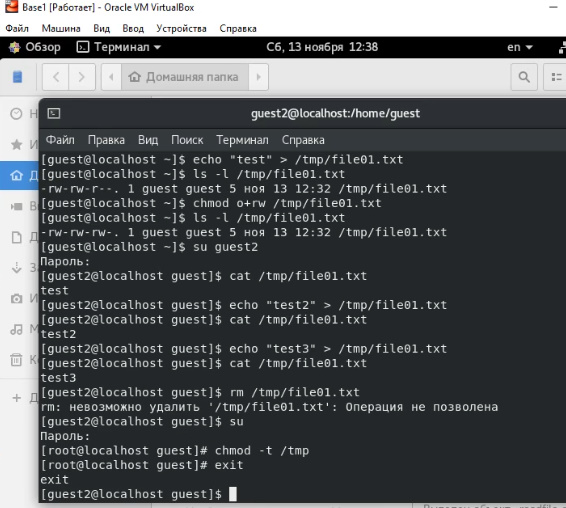 Base1 [Работает] - Oracle VM VirtualBox
Файл Машина Вид Ввод Устройства Справка
Обзор Терминал Сб, 13 ноября 12:38 en
Домашняя папка
guest2@localhost:/home/guest
Файл Правка Вид Поиск Терминал Справка
[guest@localhost ~]$ echo "test" > /tmp/file01.txt
[guest@localhost ~]$ ls -l /tmp/file01.txt
-rw-rw-r--. 1 guest guest 5 ноя 13 12:32 /tmp/file01.txt
[guest@localhost ~]$ chmod o+rw /tmp/file01.txt
[guest@localhost ~]$ ls -l /tmp/file01.txt
-rw-rw-rw-. 1 guest guest 5 ноя 13 12:32 /tmp/file01.txt
[guest@localhost ~]$ su guest2
Пароль:
[guest2@localhost guest]$ cat /tmp/file01.txt
test
[guest2@localhost guest]$ echo "test2" > /tmp/file01.txt
[guest2@localhost guest]$ cat /tmp/file01.txt
test2
[guest2@localhost guest]$ echo "test3" > /tmp/file01.txt
[guest2@localhost guest]$ cat /tmp/file01.txt
test3
[guest2@localhost guest]$ rm /tmp/file01.txt
rm: невозможно удалить '/tmp/file01.txt': Операция не позволена
[guest2@localhost guest]$ su
Пароль:
[root@localhost guest]# chmod -t /tmp
[root@localhost guest]# exit
exit
[guest2@localhost guest]$